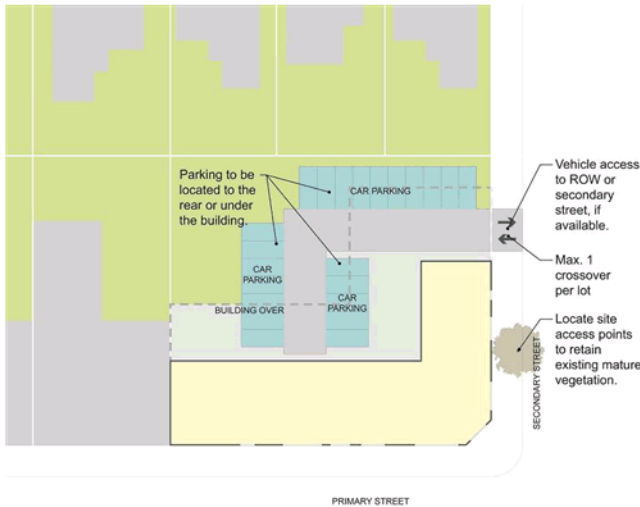 Parking to be
located to the
rear or under
the building.
CAR PARKING
Vehicle access
to ROW or
secondary
street, if
available.
Max. 1
crossover
per lot
CAR
PARKING
CAR
PARKING
BUILDING OVER
Locate site
access points
to retain
existing mature
vegetation.
SECONDARY STREET
PRIMARY STREET